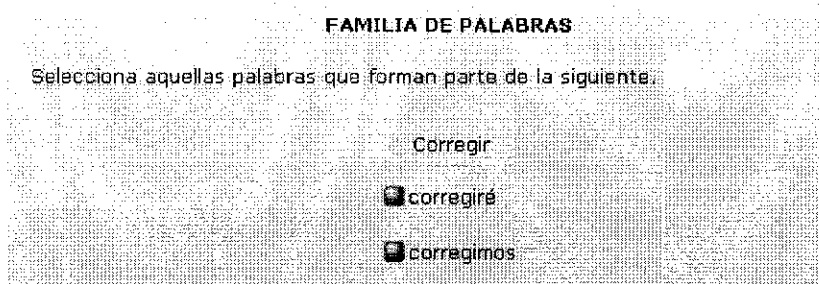 FAMILIA DE PALABRAS
Selecciona aquellas palabras que forman parte de la siguiente.
Corregir
corregiré
corregimos